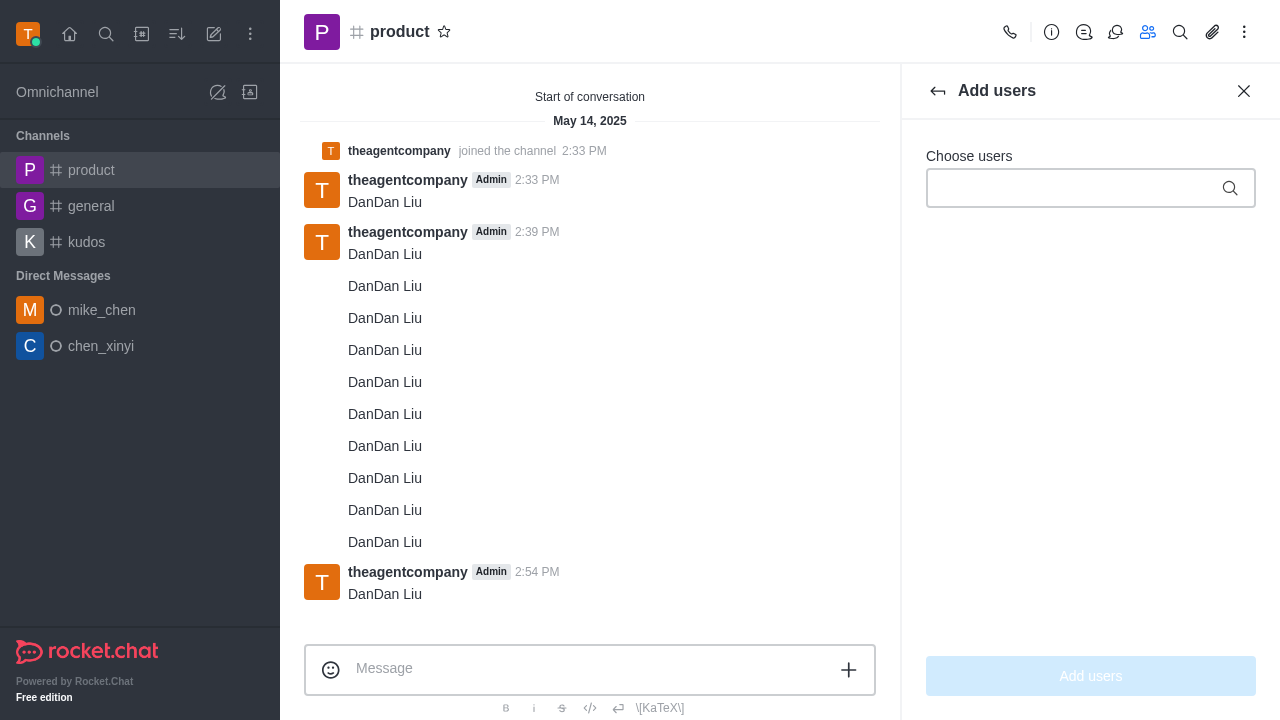 T
Omnichannel
Channels
P product
G general
K kudos
Direct Messages
M mike_chen
C chen_xinyi
rocket.chat
Powered by Rocket.Chat
Free edition
P product
Start of conversation
May 14, 2025
T theagentcompany joined the channel 2:33 PM
T theagentcompany Admin 2:33 PM
DanDan Liu
T theagentcompany Admin 2:39 PM
DanDan Liu
DanDan Liu
DanDan Liu
DanDan Liu
DanDan Liu
DanDan Liu
DanDan Liu
DanDan Liu
DanDan Liu
DanDan Liu
T theagentcompany Admin 2:54 PM
DanDan Liu
Message
B i S \[KaTeX\]
Add users
Choose users
Add users